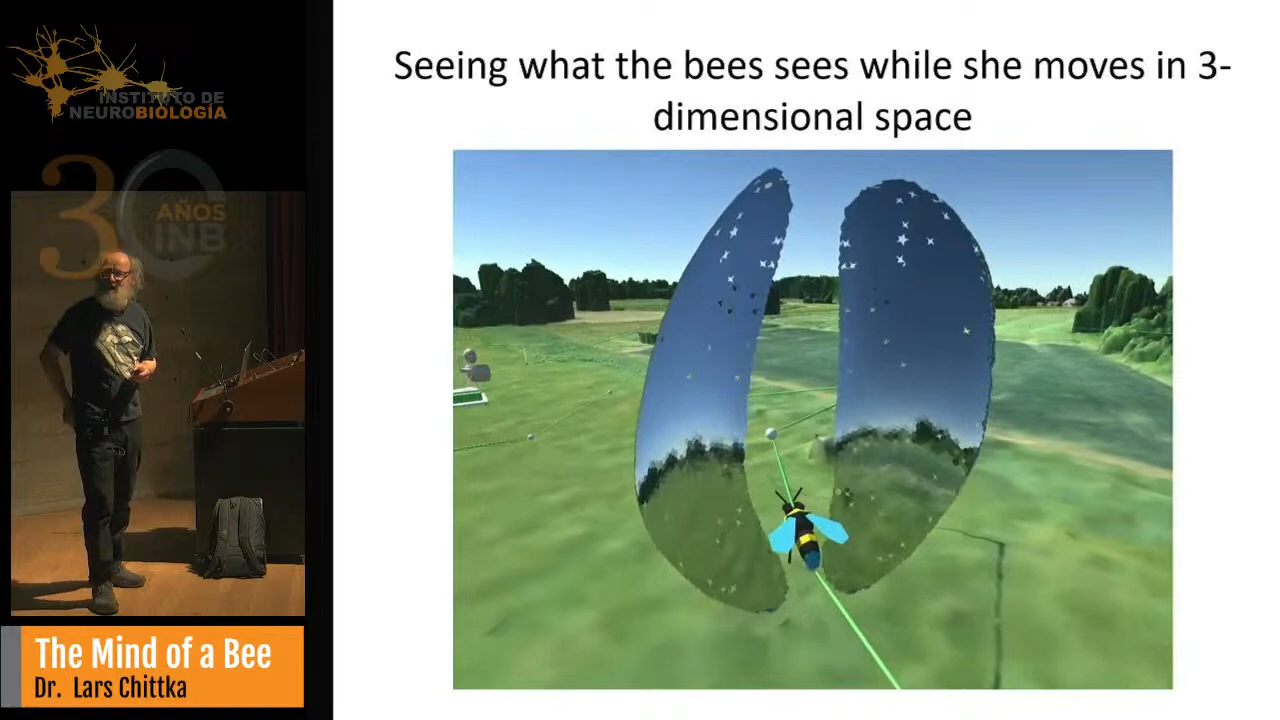 INSTITUTO DE
NEUROBIOLOGÍA
30
AÑOS
INB
Seeing what the bees sees while she moves in 3-
dimensional space
The Mind of a Bee
Dr. Lars Chittka